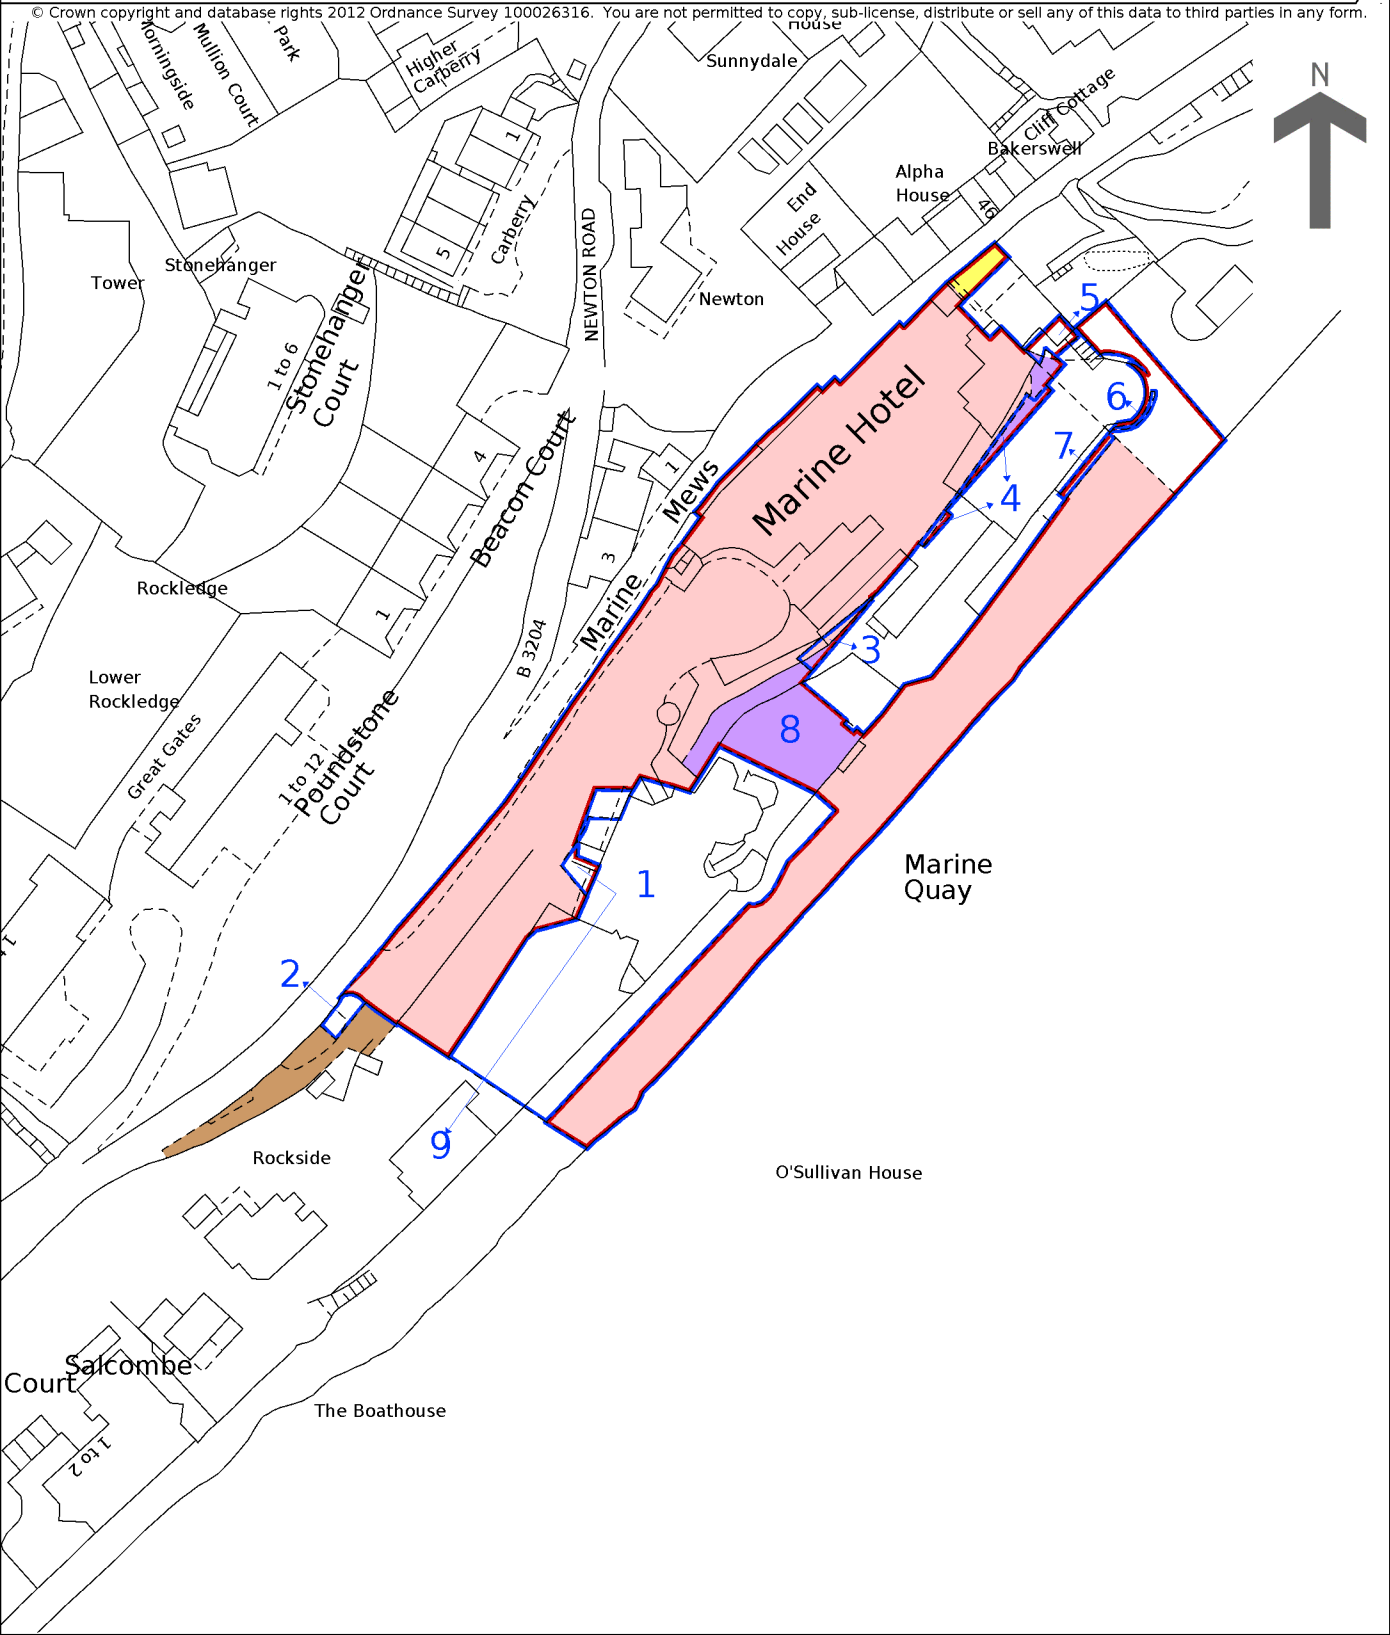 © Crown copyright and database rights 2012 Ordnance Survey 100026316. You are not permitted to copy, sub-license, distribute or sell any of this data to third parties in any form.
House
Morningside
Mullion Court
Park
Higher
Carberry
Sunnydale
N
Cliff Cottage
Bakerswell
1
5
Carberry
Alpha
House
46
End
House
NEWTON ROAD
Tower
Stonehanger
Newton
Stonehanger
Court
1 to 6
5
6
7
4
Marine Hotel
4
Beacon Court
1
1
Mews
3
Marine
B 3204
Rockledge
Lower
Rockledge
Great Gates
1 to 12
Poundstone
Court
3
8
Marine
Quay
1
2
9
Rockside
O'Sullivan House
Salcombe
Court
The Boathouse
1 to 2